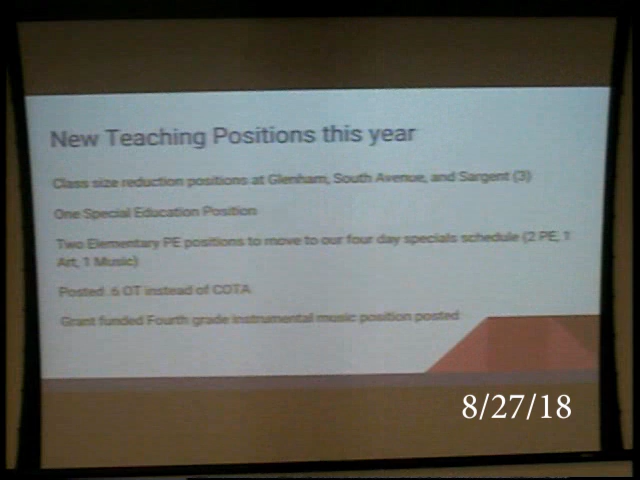 New Teaching Positions this year
Class size reduction positions at Glenham, South Avenue, and Sargent (3)
One Special Education Position
Two Elementary PE positions to move to our four day specials schedule (2 PE, 1
Art, 1 Music)
Posted .6 OT instead of COTA
Grant funded Fourth grade instrumental music position posted
8/27/18